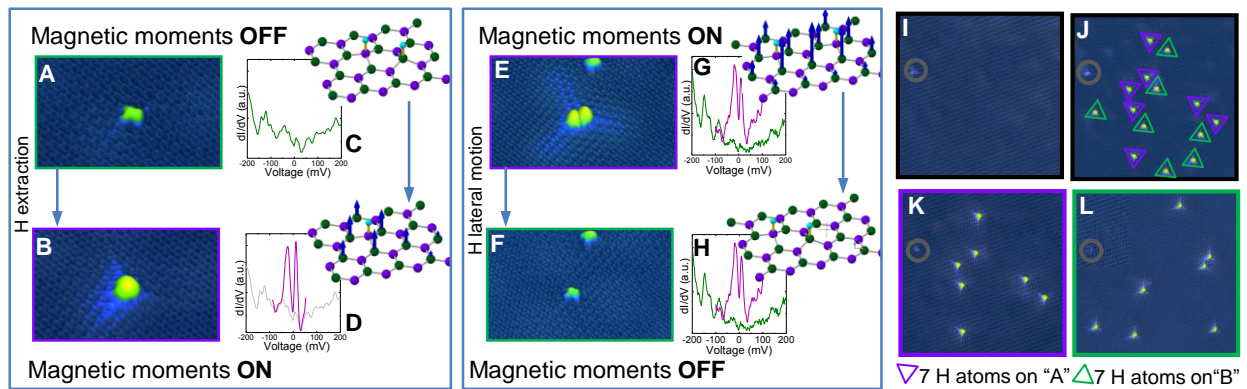 Magnetic moments OFF
A
H extraction
dI/dV (a.u.)
C
-200 -100 0 100 200
Voltage (mV)
B
dI/dV (a.u.)
D
-200 -100 0 100 200
Voltage (mV)
Magnetic moments ON
Magnetic moments ON
E
H lateral motion
G
dI/dV (a.u.)
-200 -100 0 100 200
Voltage (mV)
F
H
dI/dV (a.u.)
-200 -100 0 100 200
Voltage (mV)
Magnetic moments OFF
I
J
K
L
7 H atoms on “A”
7 H atoms on“B”